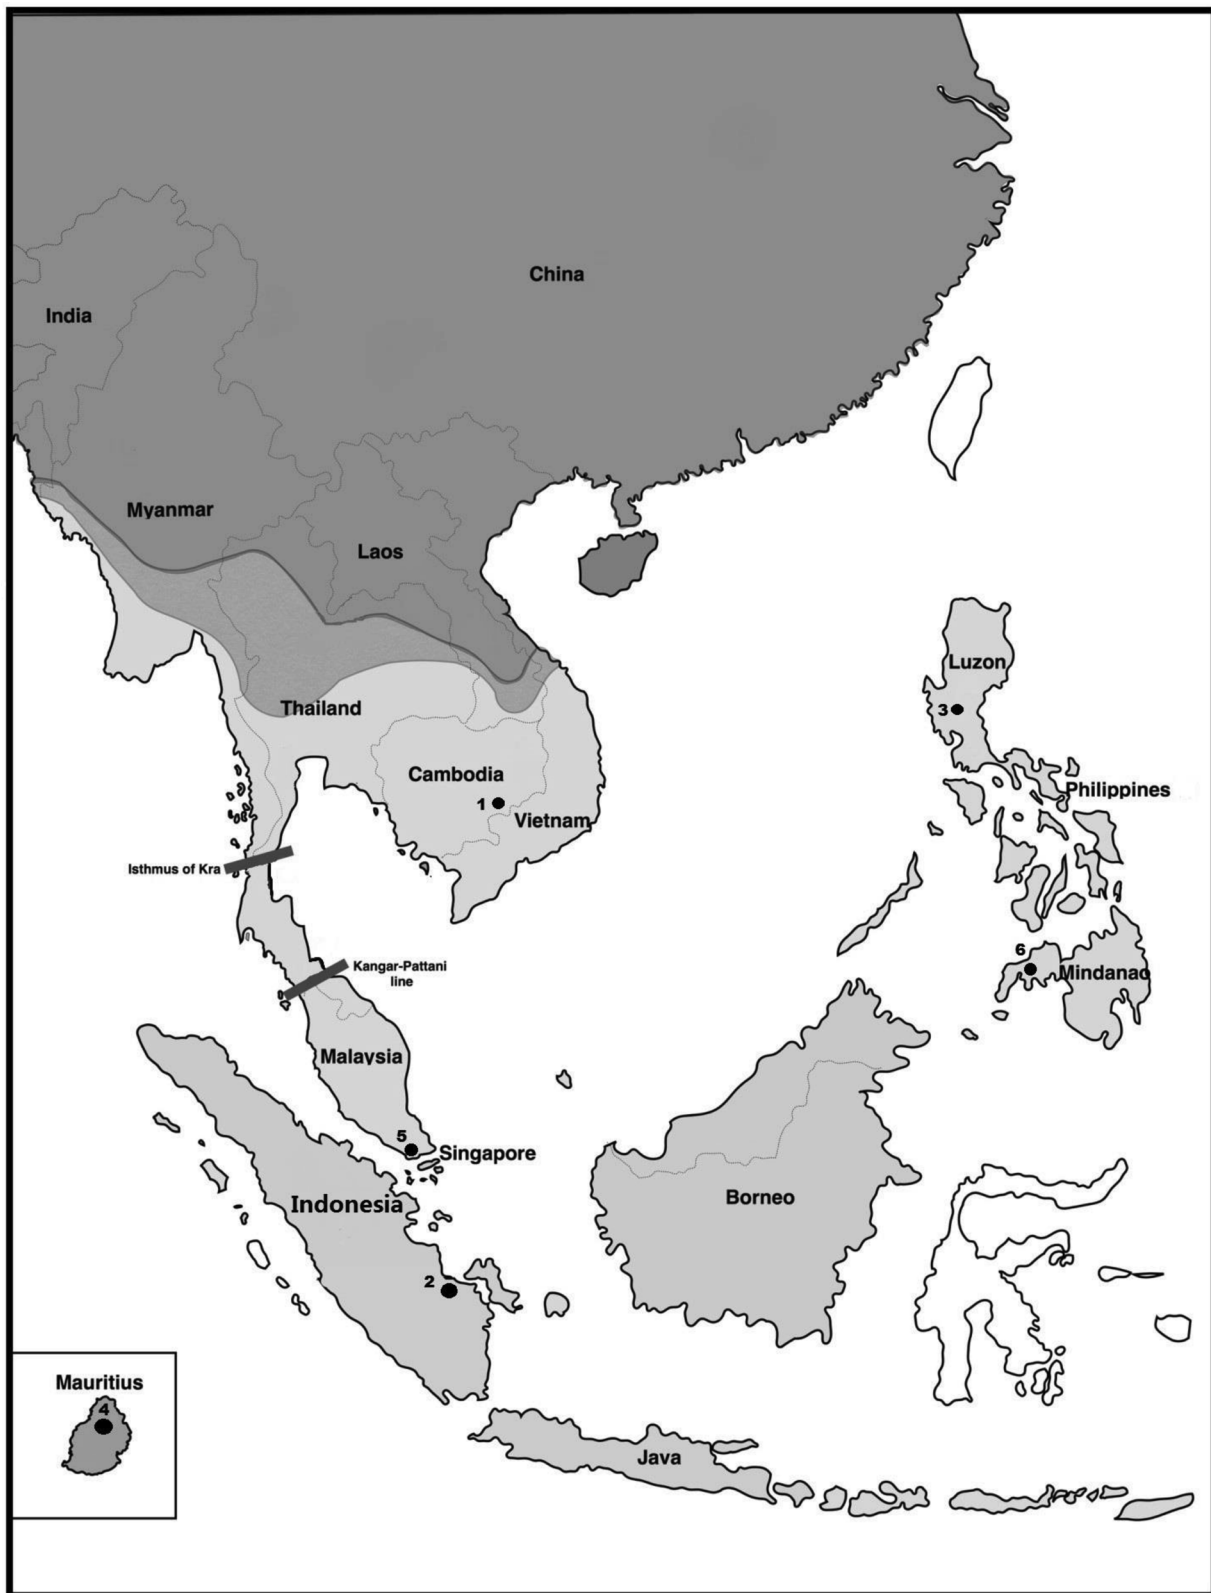 China
India
Myanmar
Laos
Luzon
Thailand
3
Cambodia
Philippines
1
Vietnam
Isthmus of Kra
6
Kangar-Pattani
line
Mindanao
Malaysia
5
Singapore
Borneo
Indonesia
2
Mauritius
4
Java